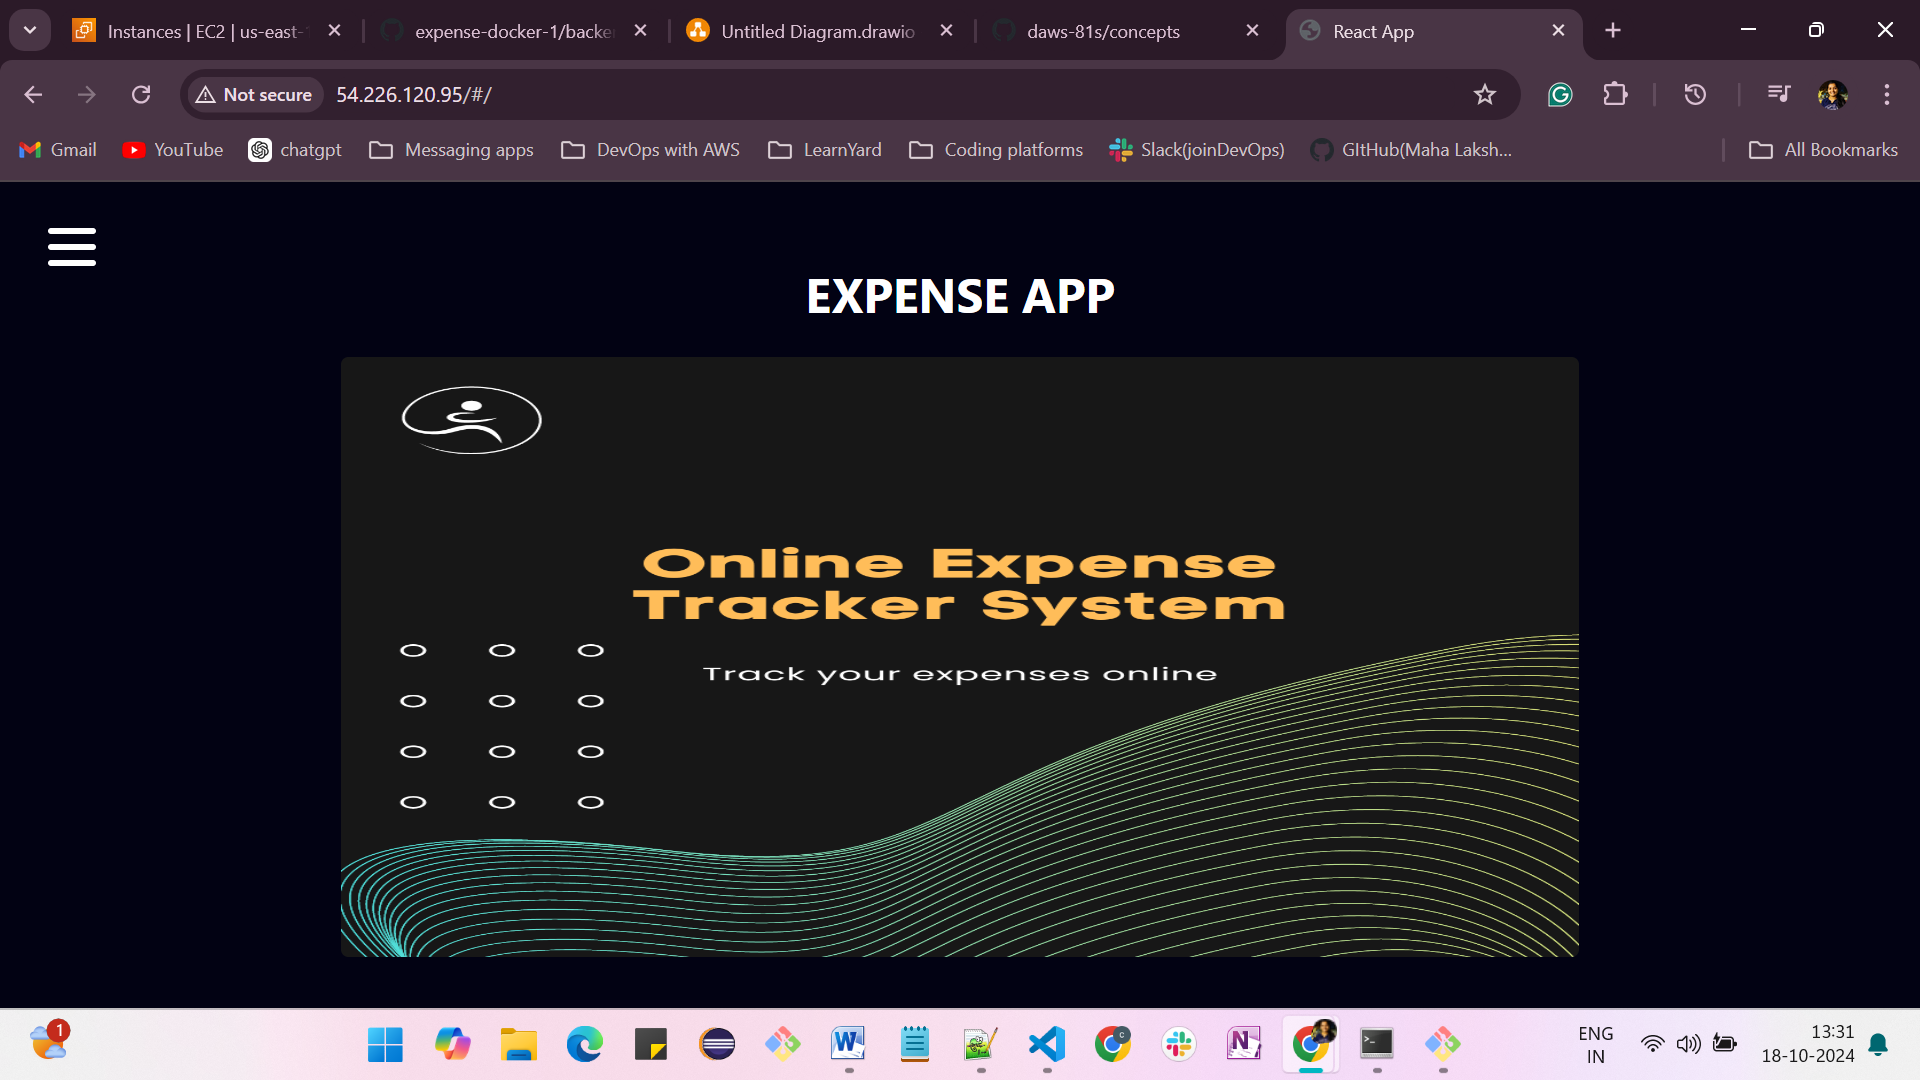 Instances | EC2 | us-east-1
expense-docker-1/backe
Untitled Diagram.drawio
daws-81s/concepts
React App
Not secure
54.226.120.95/#/
Gmail
YouTube
chatgpt
Messaging apps
DevOps with AWS
LearnYard
Coding platforms
Slack(joinDevOps)
GItHub(Maha Laksh...
All Bookmarks
EXPENSE APP
Online Expense
Tracker System
Track your expenses online
1
ENG
IN
13:31
18-10-2024